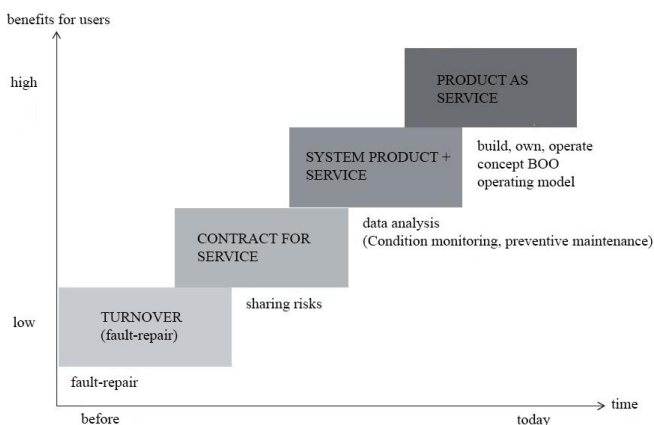 benefits for users
high
PRODUCT AS
SERVICE
build, own, operate
concept BOO
operating model
SYSTEM PRODUCT +
SERVICE
data analysis
(Condition monitoring, preventive maintenance)
CONTRACT FOR
SERVICE
sharing risks
low
TURNOVER
(fault-repair)
fault-repair
time
before
today